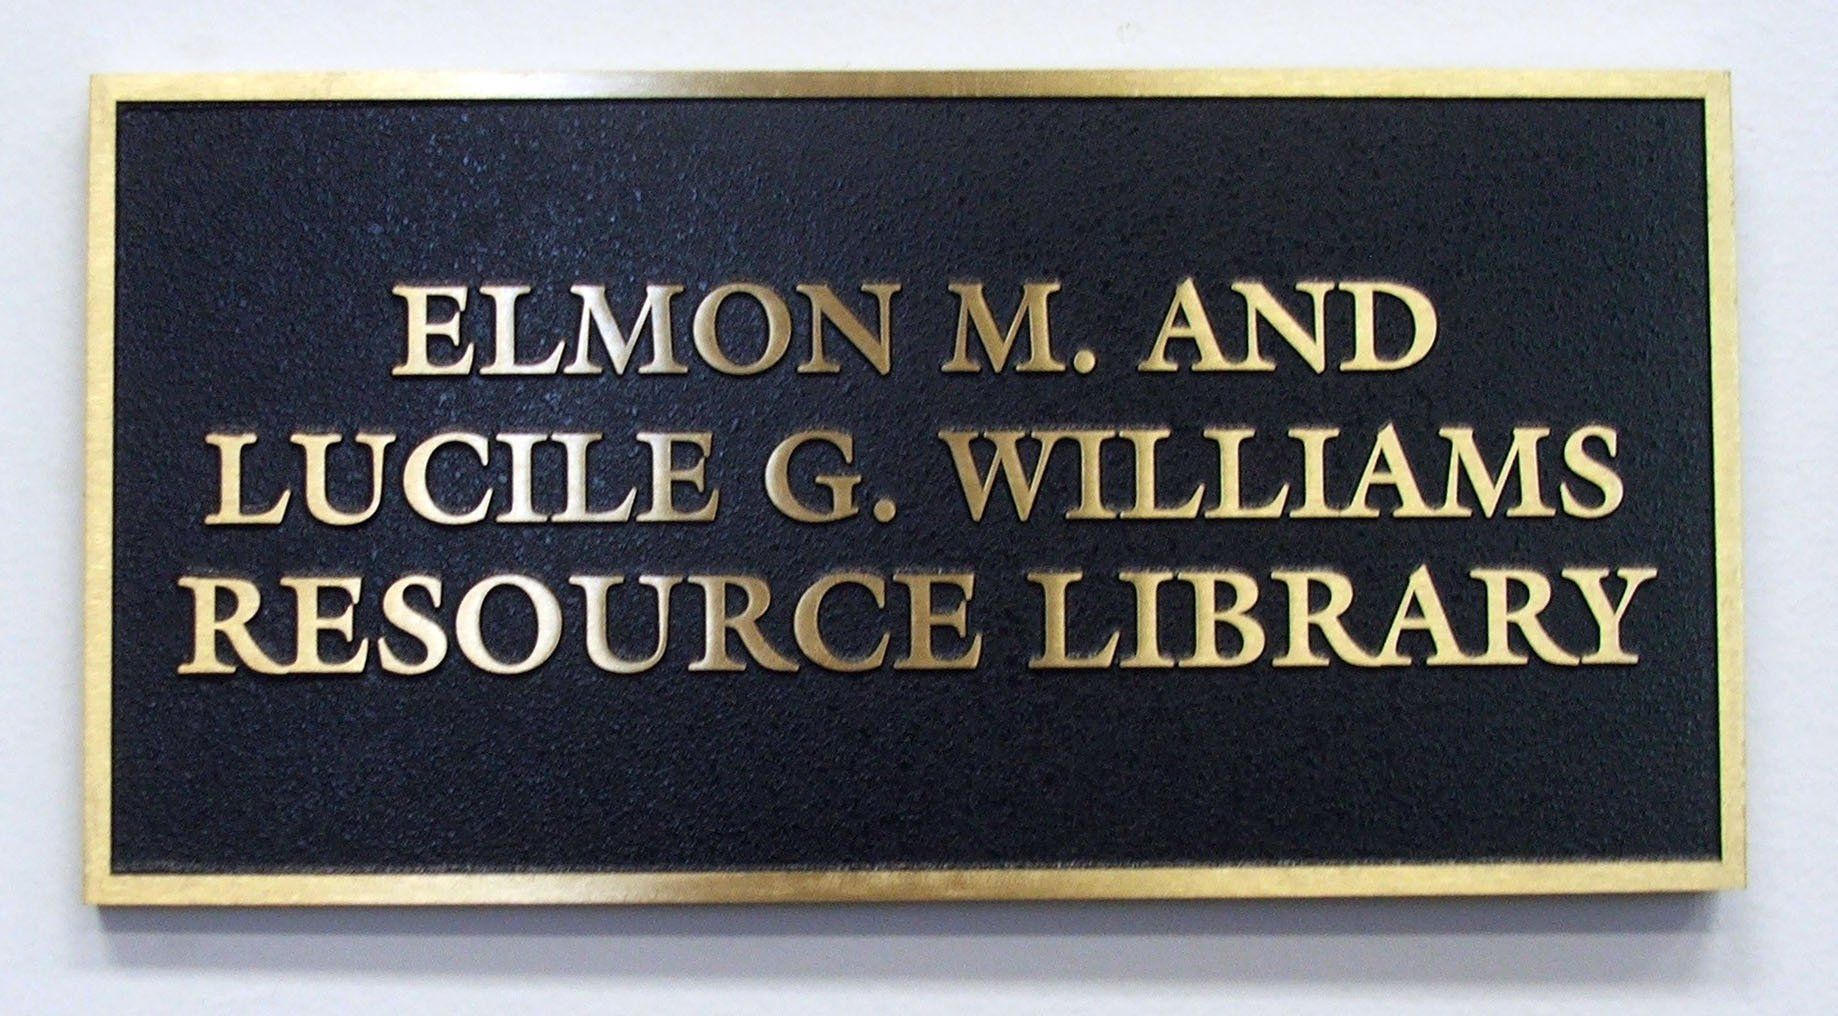 ELMON M. AND
LUCILE G. WILLIAMS
RESOURCE LIBRARY